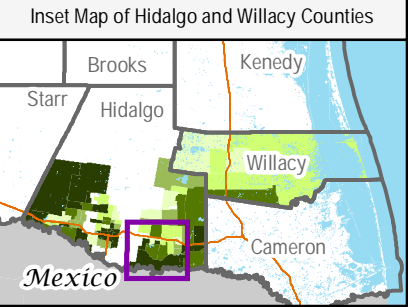 Inset Map of Hidalgo and Willacy Counties
Brooks
Kenedy
Starr
Hidalgo
Willacy
Cameron
Mexico